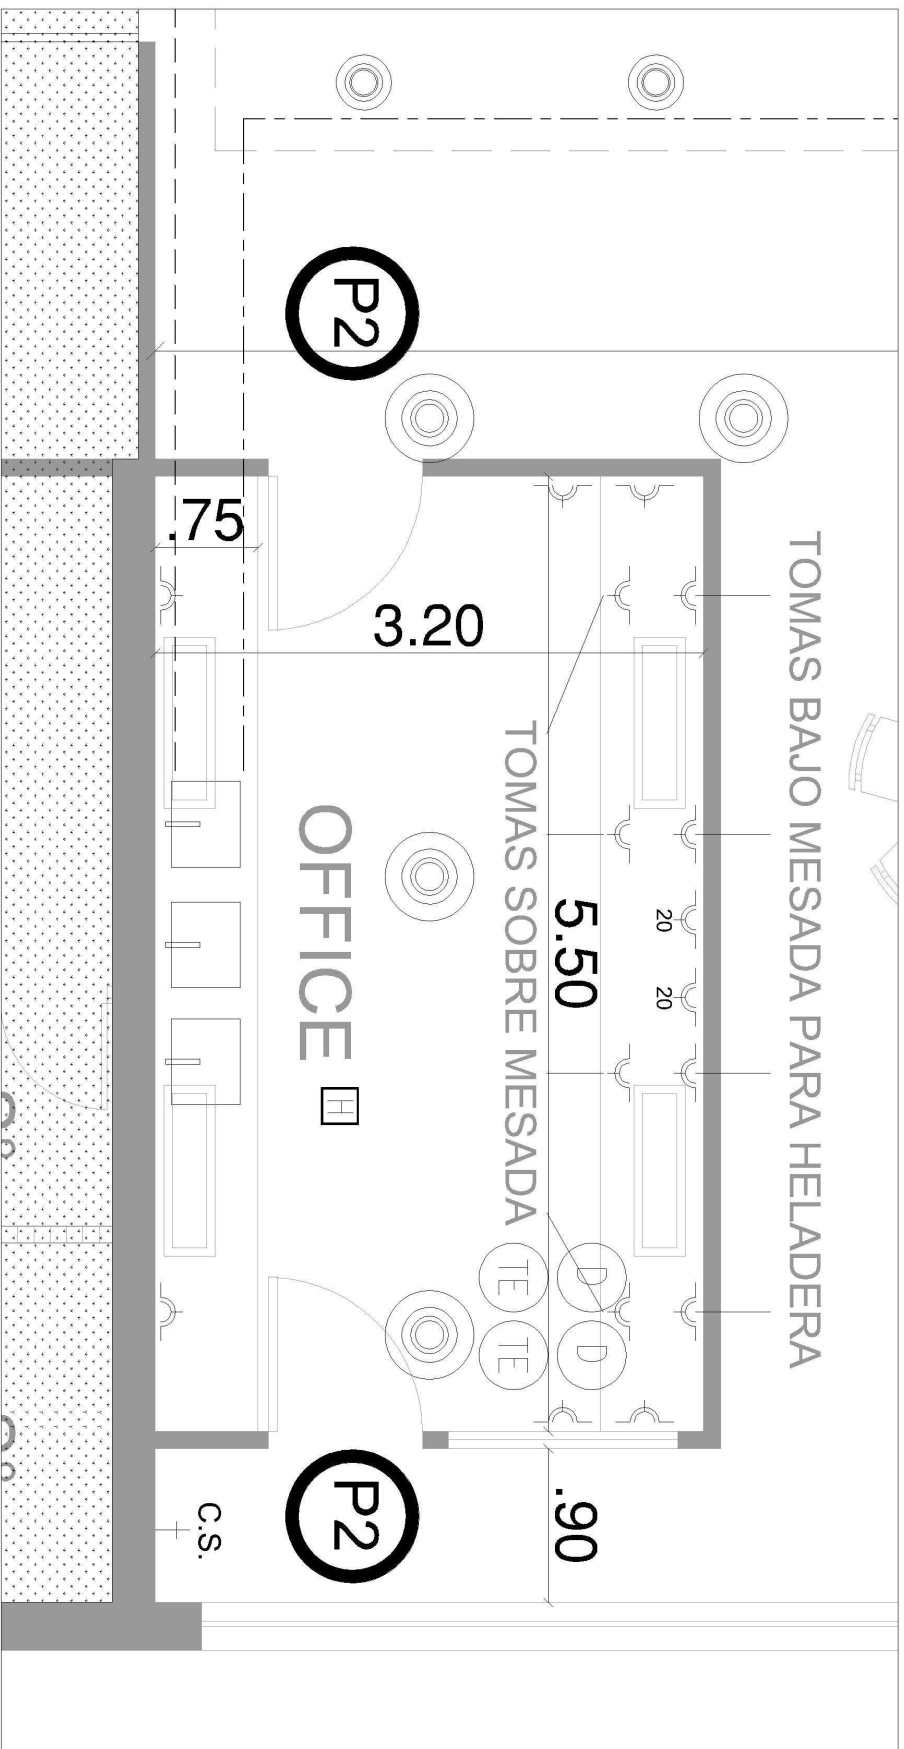 P2
TOMAS BAJO MESADA PARA HELADERA
.75
3.20
TOMAS SOBRE MESADA
OFFICE
5.50
20
20
H
TE
D
TE
D
P2
.90
C.S.